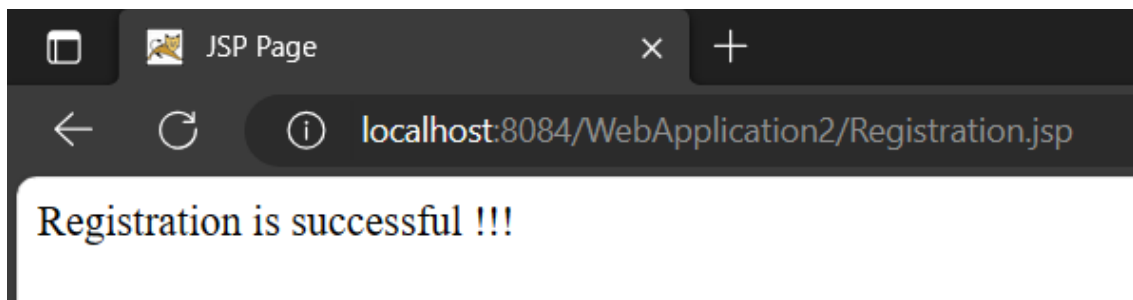 JSP Page
localhost:8084/WebApplication2/Registration.jsp
Registration is successful !!!